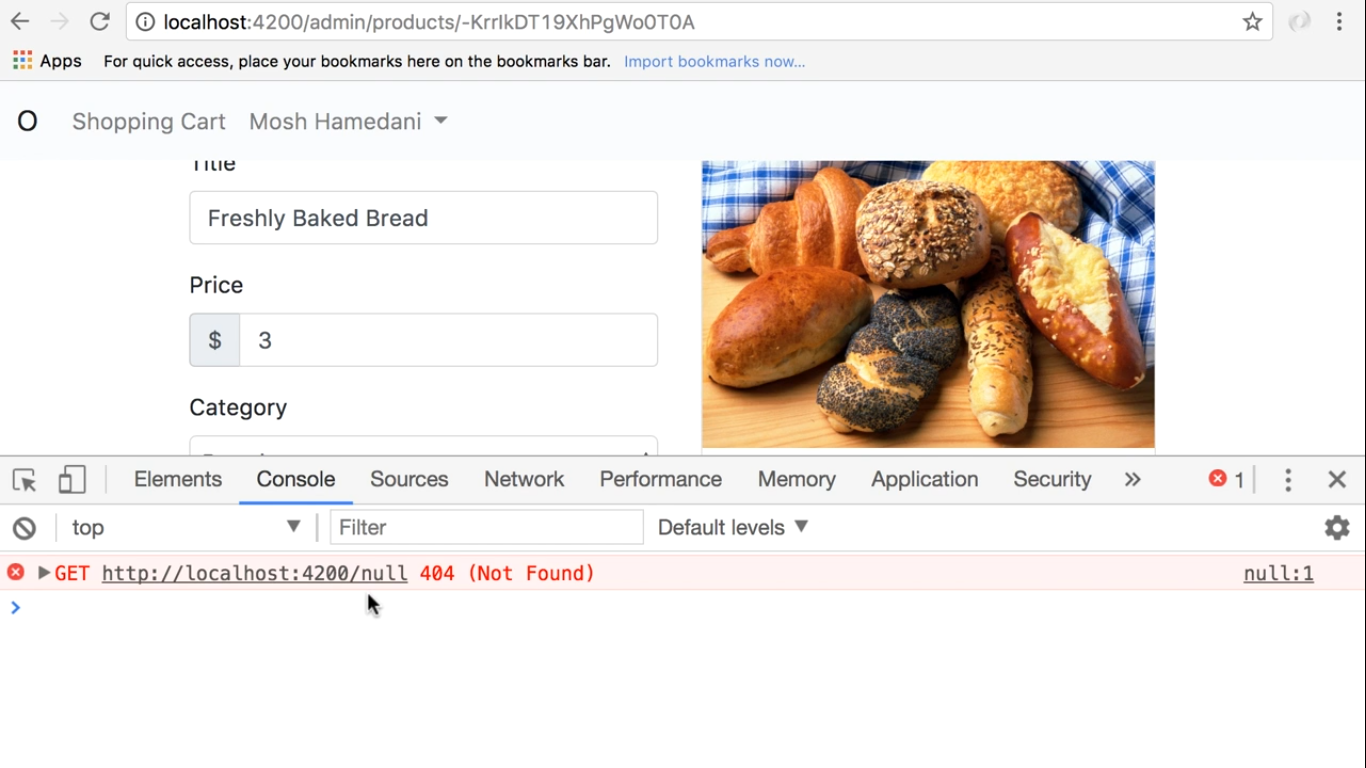 localhost:4200/admin/products/-KrrlkDT19XhPgWo0T0A
Apps For quick access, place your bookmarks here on the bookmarks bar. Import bookmarks now...
O Shopping Cart Mosh Hamedani
Title
Freshly Baked Bread
Price
$ 3
Category
Elements Console Sources Network Performance Memory Application Security » 1
top Filter Default levels
GET http://localhost:4200/null 404 (Not Found) null:1